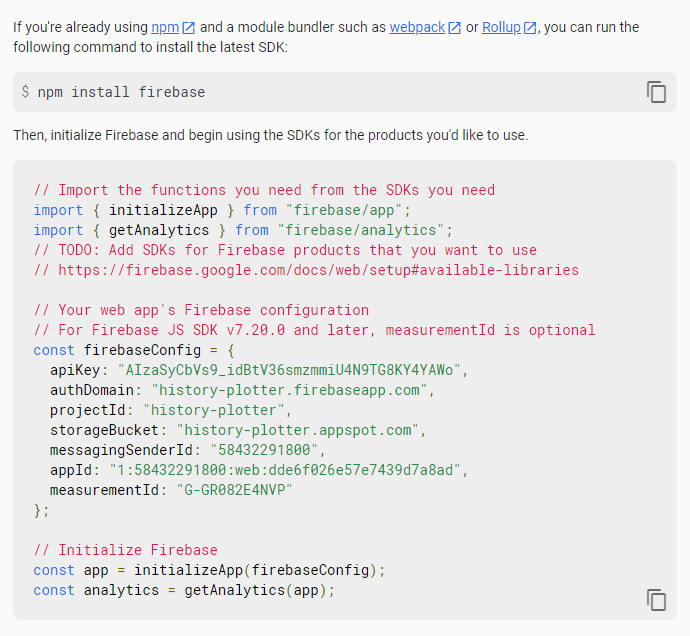 If you're already using npm and a module bundler such as webpack or Rollup, you can run the
following command to install the latest SDK:
$ npm install firebase
Then, initialize Firebase and begin using the SDKs for the products you'd like to use.
// Import the functions you need from the SDKs you need
import { initializeApp } from "firebase/app";
import { getAnalytics } from "firebase/analytics";
// TODO: Add SDKs for Firebase products that you want to use
// https://firebase.google.com/docs/web/setup#available-libraries
// Your web app's Firebase configuration
// For Firebase JS SDK v7.20.0 and later, measurementId is optional
const firebaseConfig = {
  apiKey: "AIzaSyCbVs9_idBtV36smzmmiU4N9TG8KY4YAWo",
  authDomain: "history-plotter.firebaseapp.com",
  projectId: "history-plotter",
  storageBucket: "history-plotter.appspot.com",
  messagingSenderId: "58432291800",
  appId: "1:58432291800:web:dde6f026e57e7439d7a8ad",
  measurementId: "G-GR082E4NVP"
};
// Initialize Firebase
const app = initializeApp(firebaseConfig);
const analytics = getAnalytics(app);